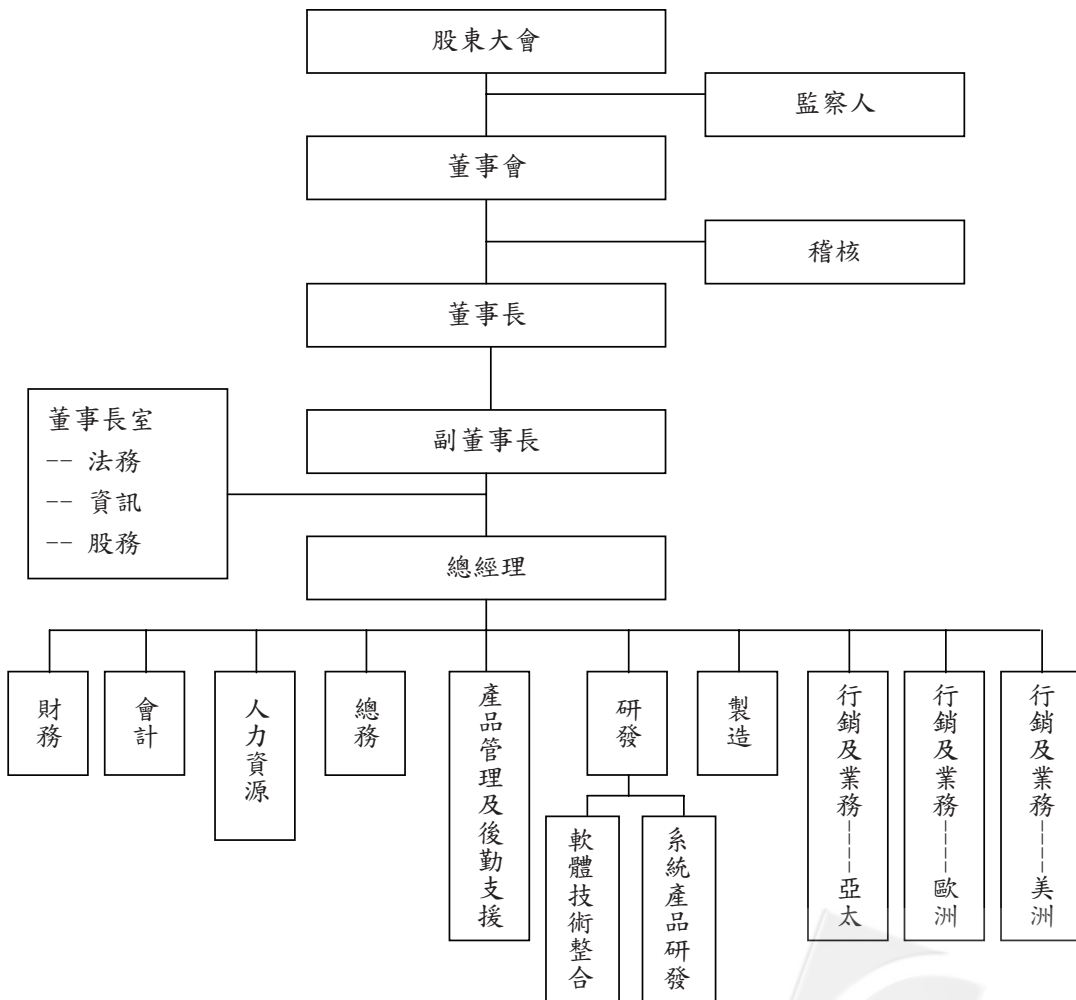 股東大會
監察人
董事會
稽核
董事長
副董事長
董事長室
-- 法務
-- 資訊
-- 股務
總經理
財務
會計
人力資源
總務
產品管理及後勤支援
研發
製造
行銷及業務----亞太
行銷及業務----歐洲
行銷及業務----美洲
軟體技術整合
系統產品研發